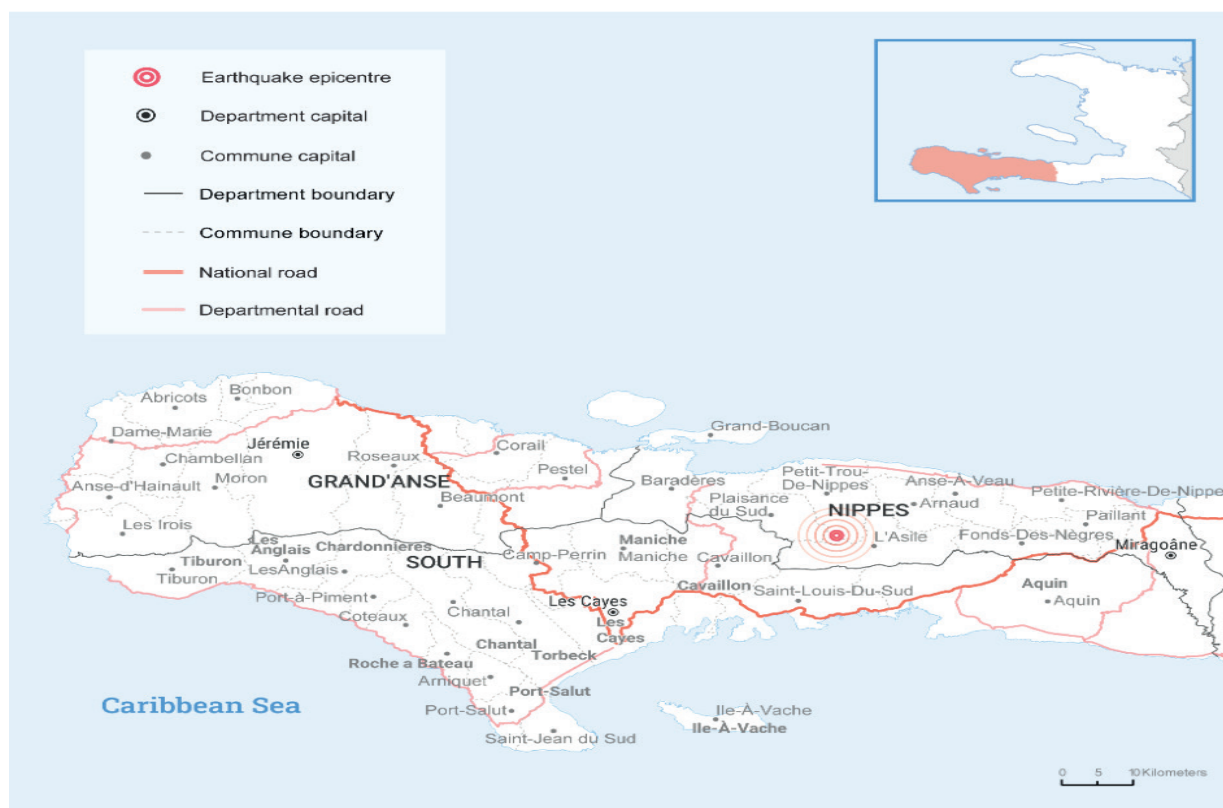 Earthquake epicentre
Department capital
Commune capital
Department boundary
Commune boundary
National road
Departmental road
Bonbon
Abricots
Dame-Marie
Jérémie
Chambellan
Moron
Roseaux
GRAND'ANSE
Anse-d'Hainault
Beaumont
Les Irois
Corail
Pestel
Grand-Boucan
Baradères
Petit-Trou-
De-Nippes
Plaisance
du Sud
Anse-À-Veau
NIPPES
Arnaud
Petite-Rivière-De-Nippe
Paillant
L'Asile
Fonds-Des-Nègres
Miragoâne
Les
Anglais
Chardonnières
Tiburon
Tiburon
LesAnglais
SOUTH
Camp-Perrin
Maniche
Maniche
Cavaillon
Cavaillon
Port-à-Piment
Saint-Louis-Du-Sud
Aquin
Aquin
Coteaux
Chantal
Les Cayes
Les
Cayes
Chantal
Torbeck
Roche a Bateau
Arniquet
Port-Salut
Port-Salut
Saint-Jean du Sud
Ile-À-Vache
Ile-À-Vache
Caribbean Sea
0 5 10 Kilometers